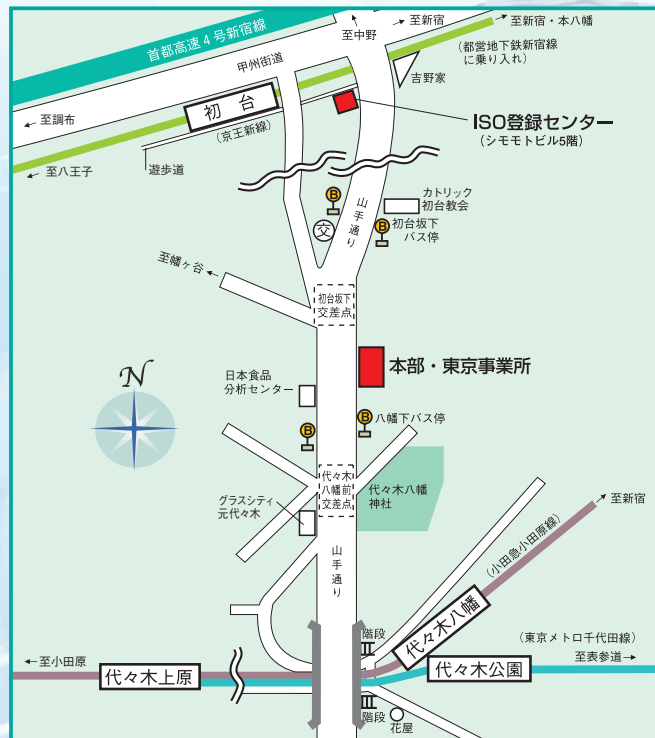 首都高速4号新宿線
→至新宿
至中野
→至新宿・本八幡
(都営地下鉄新宿線
に乗り入れ)
甲州街道
吉野家
初台
←至調布
(京王新線)
ISO登録センター
(シモモトビル5階)
遊歩道
←至八王子
B
山手通り
カトリック
初台教会
交
B
初台坂下
バス停
至幡ヶ谷←
初台坂下
交差点
N
本部・東京事業所
日本食品
分析センター
B
B
八幡下バス停
代々木
八幡前
交差点
代々木八幡
神社
グラスシティ
元代々木
→至新宿
山手通り
(小田急小田原線)
代々木八幡
階段
(東京メトロ千代田線)
←至小田原
至表参道→
代々木上原
代々木公園
階段
花屋